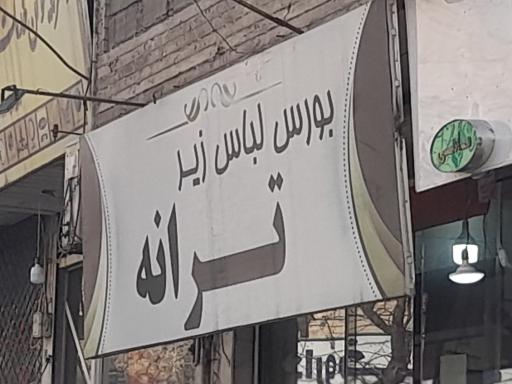 بورس لباس زیر
ترانه